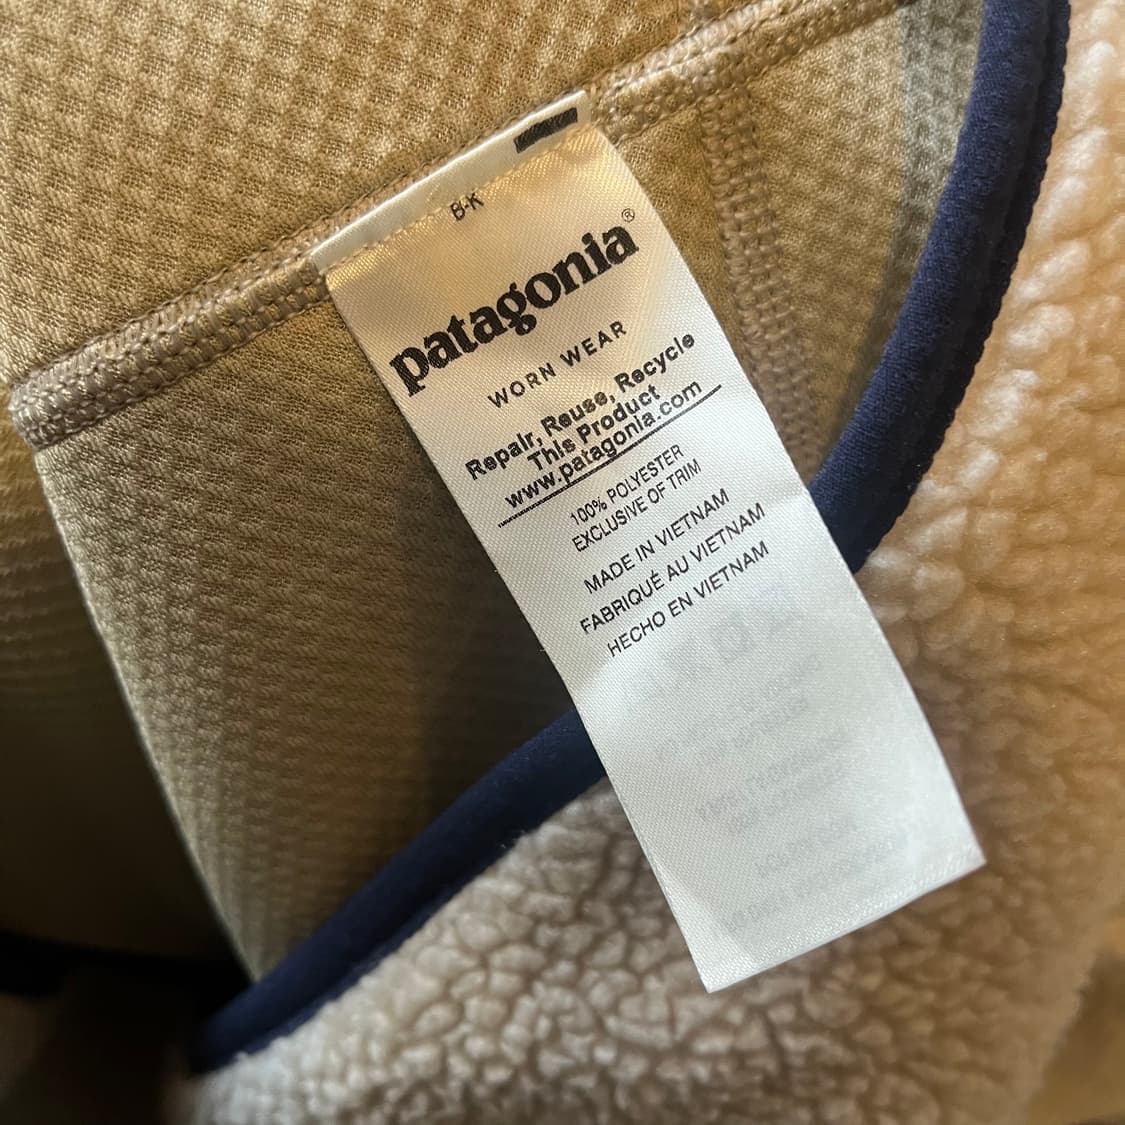 B-K
patagonia®
WORN WEAR
Repair, Reuse, Recycle
This Product
www.patagonia.com
100% POLYESTER
EXCLUSIVE OF TRIM
MADE IN VIETNAM
FABRIQUÉ AU VIETNAM
HECHO EN VIETNAM